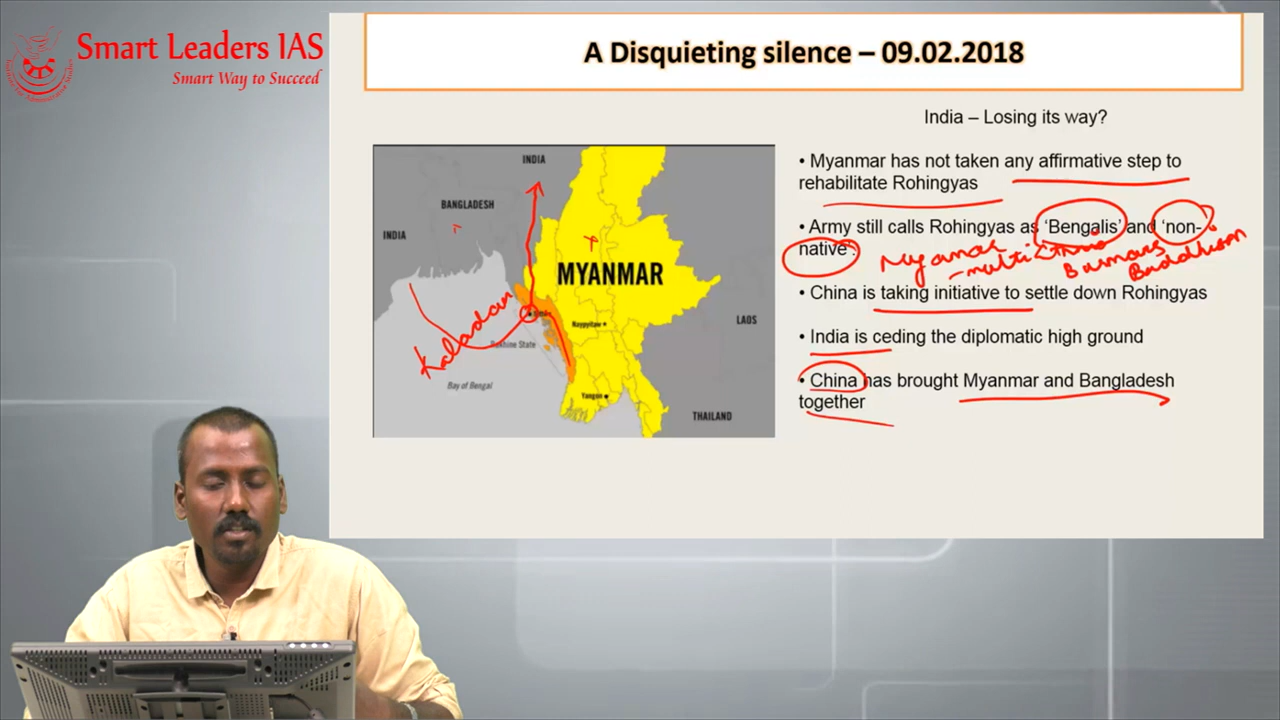 Smart Leaders IAS
Smart Way to Succeed
A Disquieting silence – 09.02.2018
India – Losing its way?
• Myanmar has not taken any affirmative step to
rehabilitate Rohingyas
• Army still calls Rohingyas as ‘Bengalis’ and ‘non-
native’.
Myanmar
- multi ethnic
Bamars
Buddhism
• China is taking initiative to settle down Rohingyas
• India is ceding the diplomatic high ground
• China has brought Myanmar and Bangladesh
together
INDIA
BANGLADESH
INDIA
MYANMAR
LAOS
Naypyitaw
Rakhine State
Kaladan
Bay of Bengal
Yangon
THAILAND